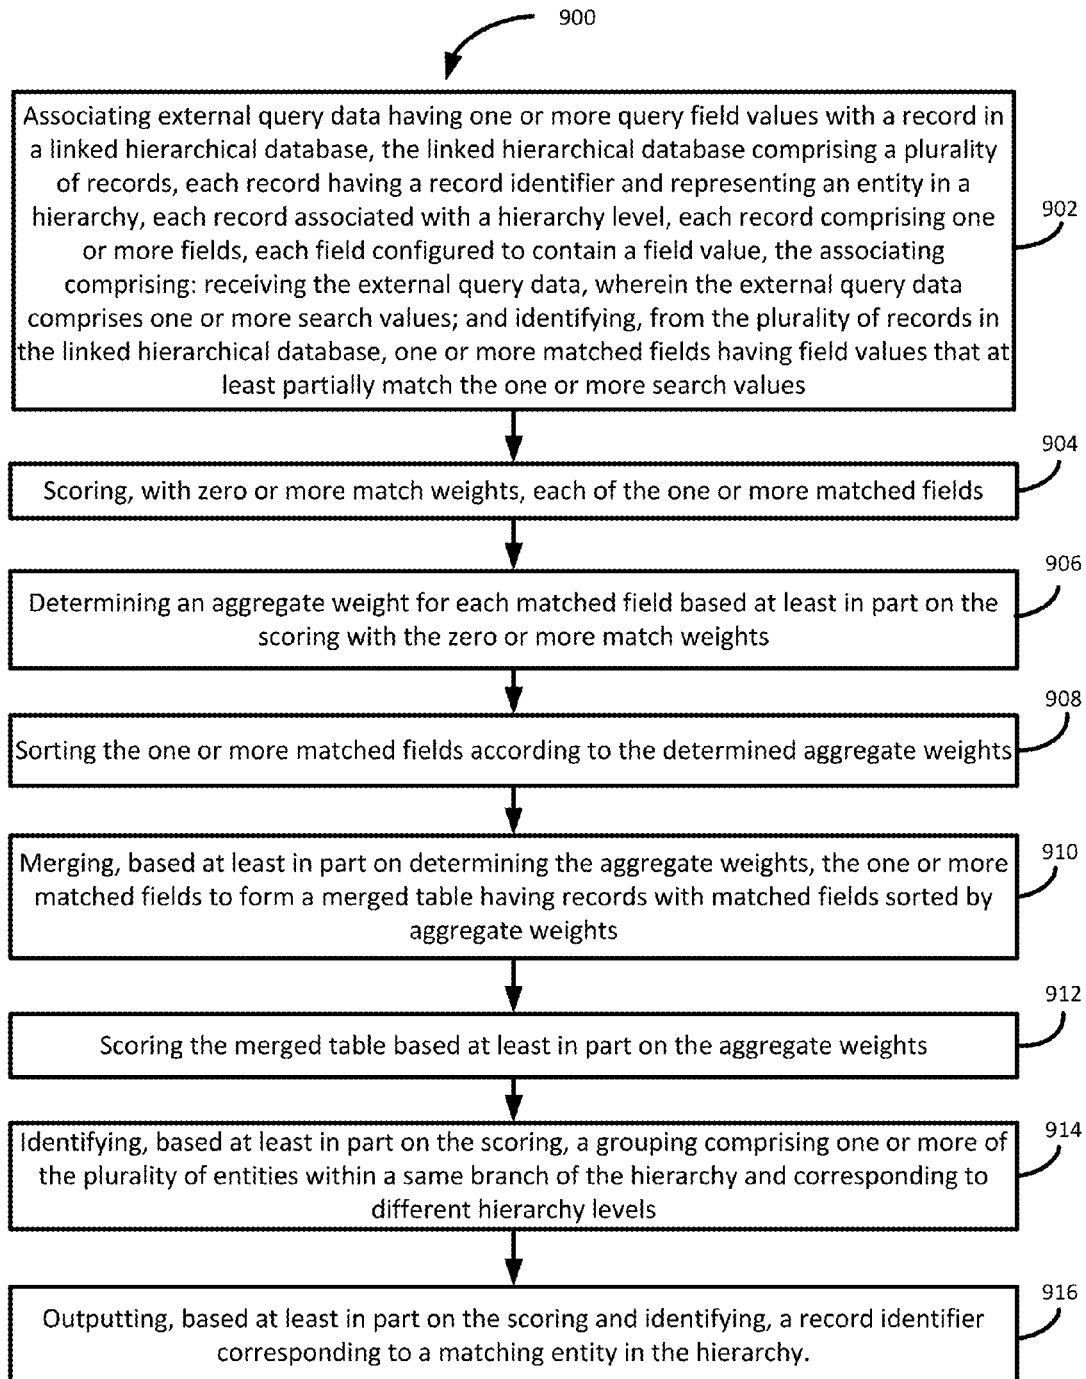 900
Associating external query data having one or more query field values with a record in
a linked hierarchical database, the linked hierarchical database comprising a plurality
of records, each record having a record identifier and representing an entity in a
hierarchy, each record associated with a hierarchy level, each record comprising one
or more fields, each field configured to contain a field value, the associating
comprising: receiving the external query data, wherein the external query data
comprises one or more search values; and identifying, from the plurality of records in
the linked hierarchical database, one or more matched fields having field values that at
least partially match the one or more search values
902
904
Scoring, with zero or more match weights, each of the one or more matched fields
906
Determining an aggregate weight for each matched field based at least in part on the
scoring with the zero or more match weights
908
Sorting the one or more matched fields according to the determined aggregate weights
910
Merging, based at least in part on determining the aggregate weights, the one or more
matched fields to form a merged table having records with matched fields sorted by
aggregate weights
912
Scoring the merged table based at least in part on the aggregate weights
914
Identifying, based at least in part on the scoring, a grouping comprising one or more of
the plurality of entities within a same branch of the hierarchy and corresponding to
different hierarchy levels
916
Outputting, based at least in part on the scoring and identifying, a record identifier
corresponding to a matching entity in the hierarchy.